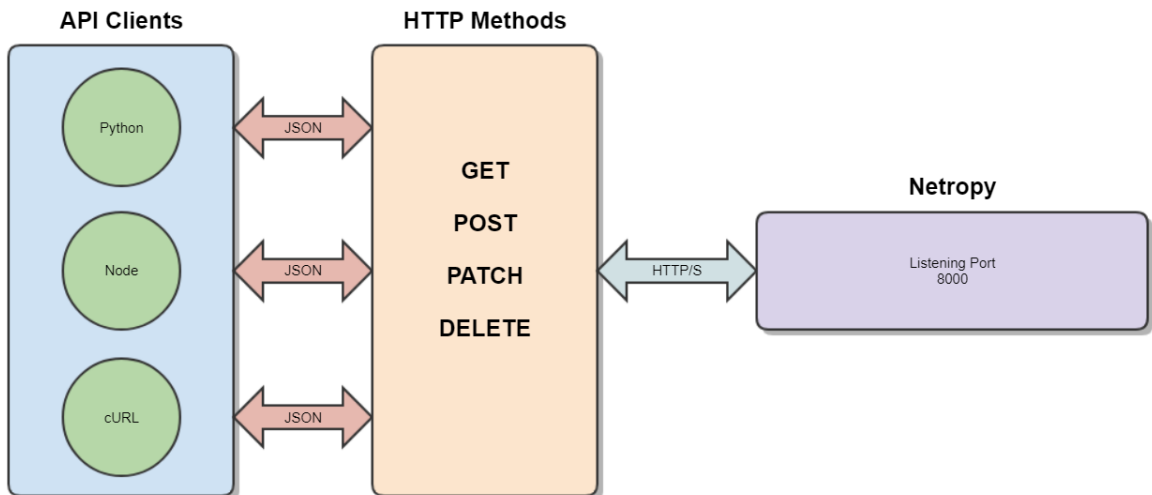 API Clients
HTTP Methods
Python
JSON
GET
POST
Netropy
Node
JSON
PATCH
HTTP/S
Listening Port
8000
DELETE
cURL
JSON